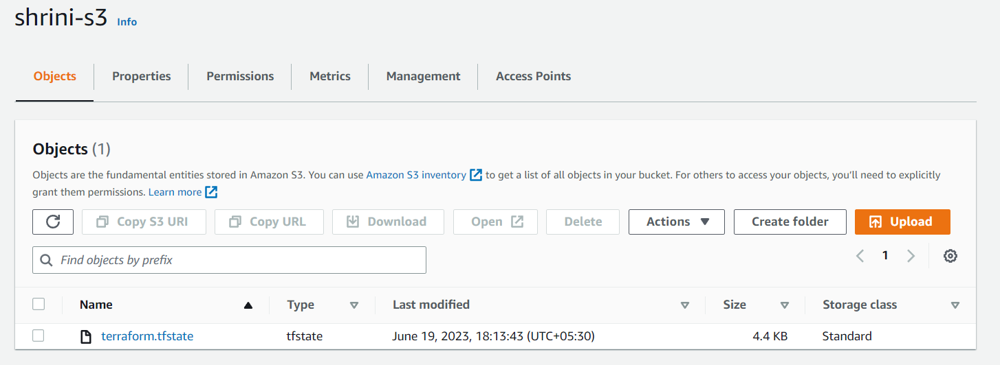 shrini-s3 Info
Objects Properties Permissions Metrics Management Access Points
Objects (1)
Objects are the fundamental entities stored in Amazon S3. You can use Amazon S3 inventory to get a list of all objects in your bucket. For others to access your objects, you'll need to explicitly
grant them permissions. Learn more
Copy S3 URI Copy URL Download Open Delete Actions Create folder Upload
Find objects by prefix 1
Name Type Last modified Size Storage class
terraform.tfstate tfstate June 19, 2023, 18:13:43 (UTC+05:30) 4.4 KB Standard